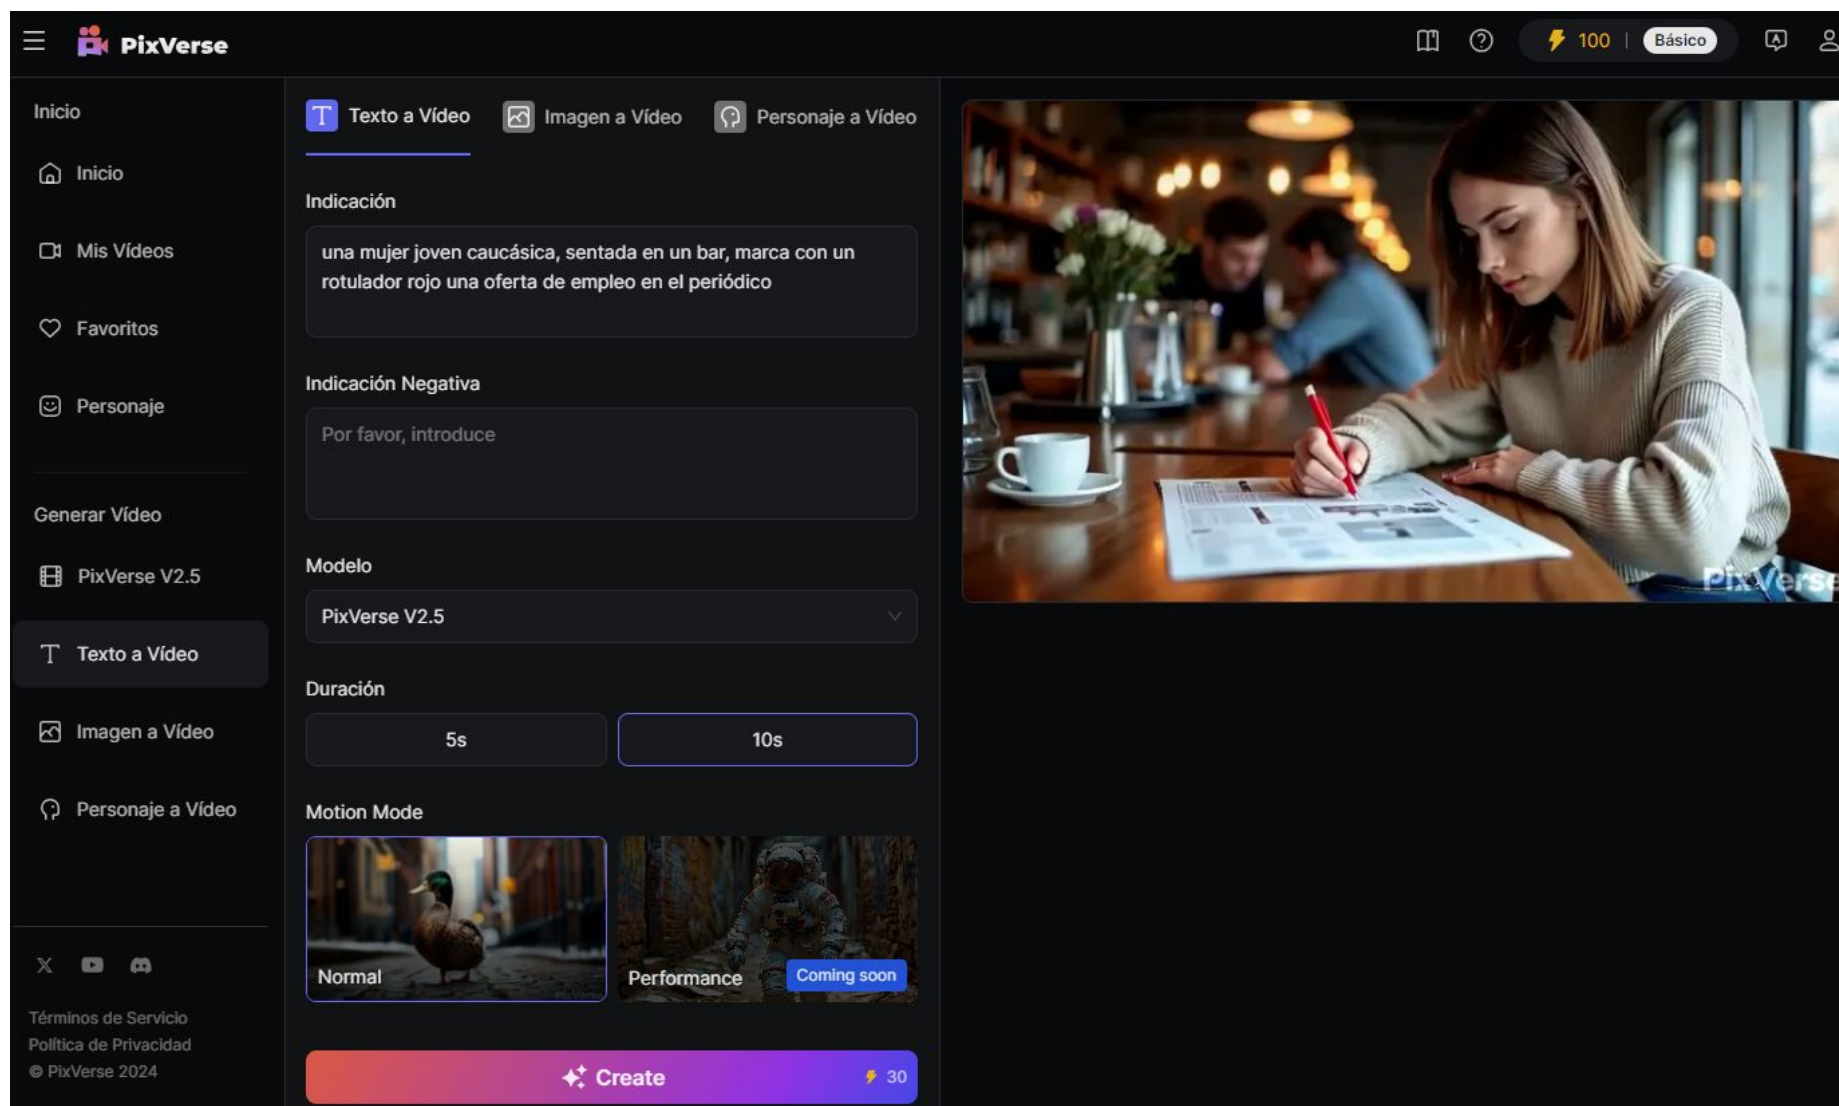 PixVerse
100 | Básico
Inicio
Inicio
Mis Vídeos
Favoritos
Personaje
Generar Vídeo
PixVerse V2.5
Texto a Vídeo
Imagen a Vídeo
Personaje a Vídeo
Términos de Servicio
Política de Privacidad
© PixVerse 2024
Texto a Vídeo
Imagen a Vídeo
Personaje a Vídeo
Indicación
una mujer joven caucásica, sentada en un bar, marca con un
rotulador rojo una oferta de empleo en el periódico
Indicación Negativa
Por favor, introduce
Modelo
PixVerse V2.5
Duración
5s
10s
Motion Mode
Normal
Performance
Coming soon
Create
30
PixVerse